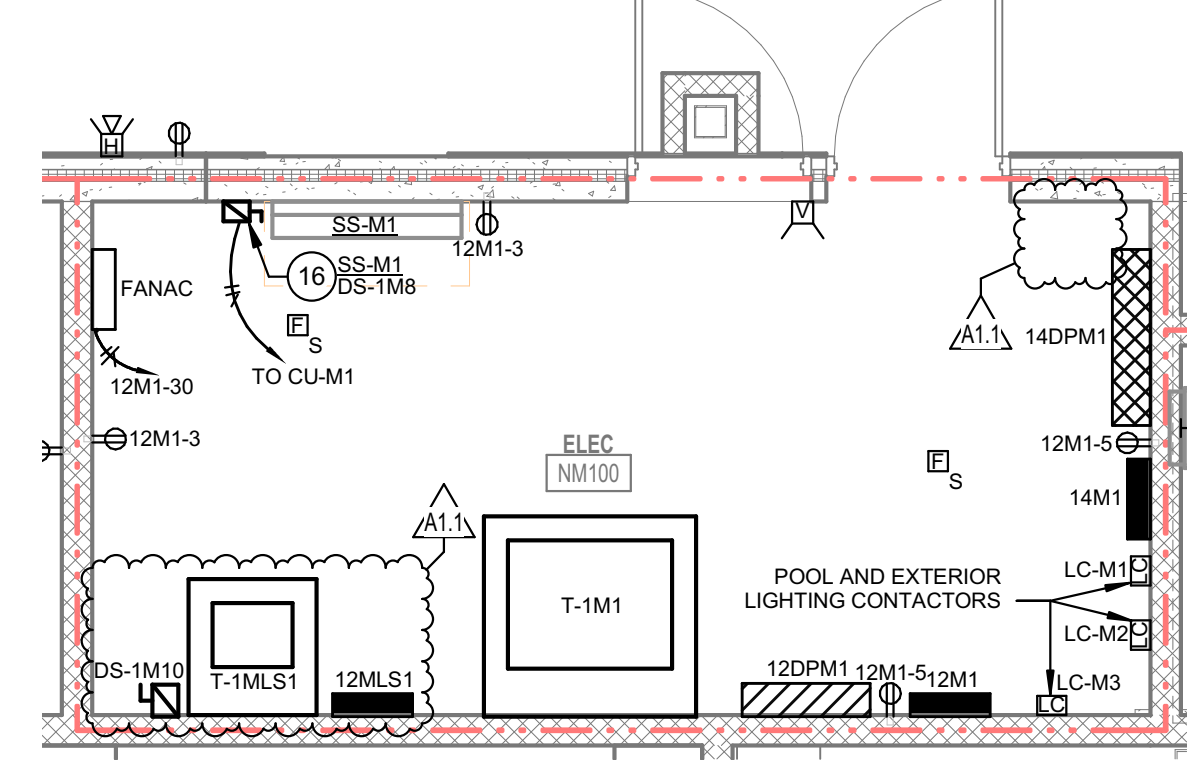 H
SS-M1
12M1-3
V
16
SS-M1
DS-1M8
FANAC
F
S
A1.1
14DPM1
TO CU-M1
12M1-30
12M1-3
ELEC
NM100
12M1-5
F
S
14M1
A1.1
T-1M1
POOL AND EXTERIOR
LIGHTING CONTACTORS
LC-M1
LC
LC-M2
LC
DS-1M10
T-1MLS1
12MLS1
12DPM1
12M1-5
12M1
LC-M3
LC